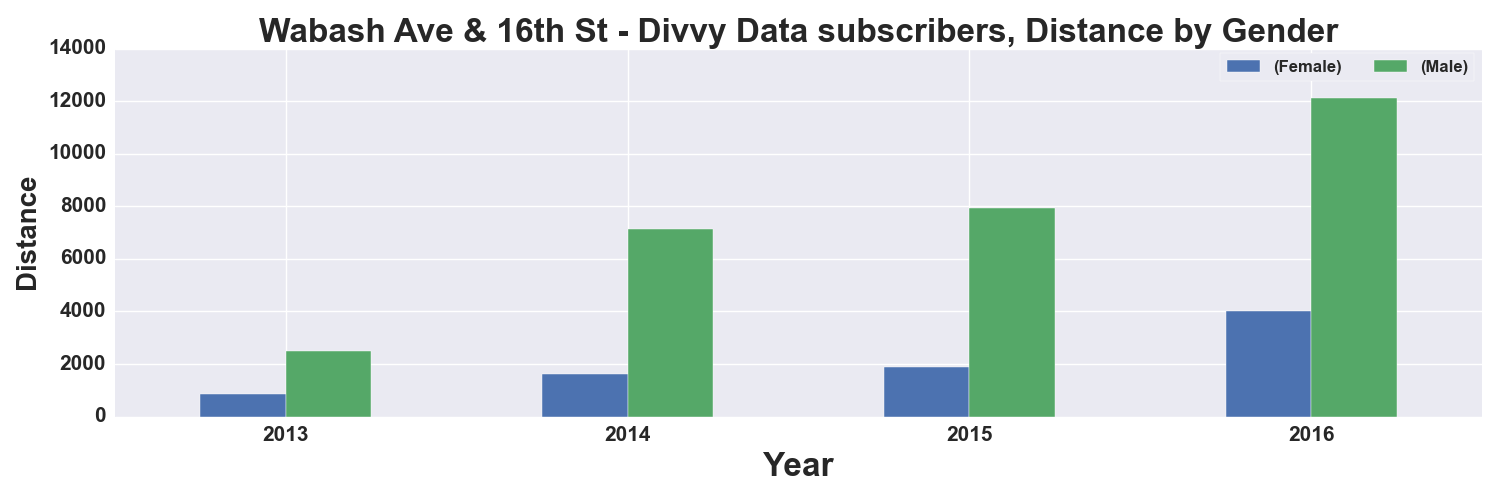 Wabash Ave & 16th St - Divvy Data subscribers, Distance by Gender
(Female) (Male)
14000
12000
10000
8000
6000
4000
2000
0
Distance
2013 2014 2015 2016
Year